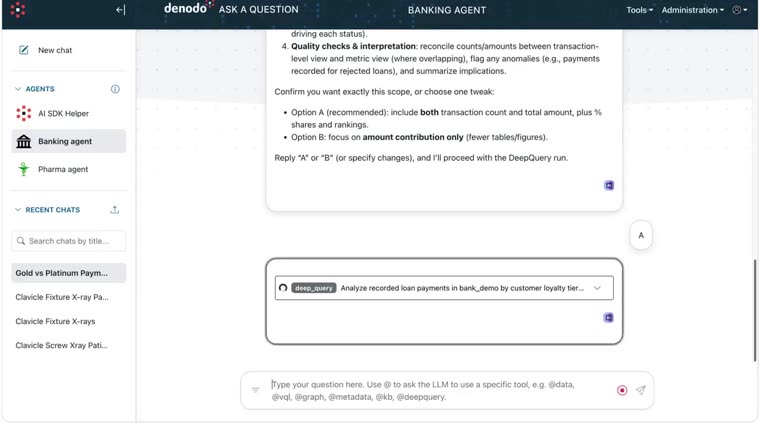 denodo ASK A QUESTION
BANKING AGENT
Tools
Administration
New chat
AGENTS
AI SDK Helper
Banking agent
Pharma agent
RECENT CHATS
Search chats by title...
Gold vs Platinum Paym...
Clavicle Fixture X-ray Pa...
Clavicle Fixture X-rays
Clavicle Screw Xray Pati...
driving each status).
4. Quality checks & interpretation: reconcile counts/amounts between transaction-
level view and metric view (where overlapping), flag any anomalies (e.g., payments
recorded for rejected loans), and summarize implications.
Confirm you want exactly this scope, or choose one tweak:
• Option A (recommended): include both transaction count and total amount, plus %
shares and rankings.
• Option B: focus on amount contribution only (fewer tables/figures).
Reply “A” or “B” (or specify changes), and I'll proceed with the DeepQuery run.
A
deep_query Analyze recorded loan payments in bank_demo by customer loyalty tier...
Type your question here. Use @ to ask the LLM to use a specific tool, e.g. @data,
@vql, @graph, @metadata, @kb, @deepquery.